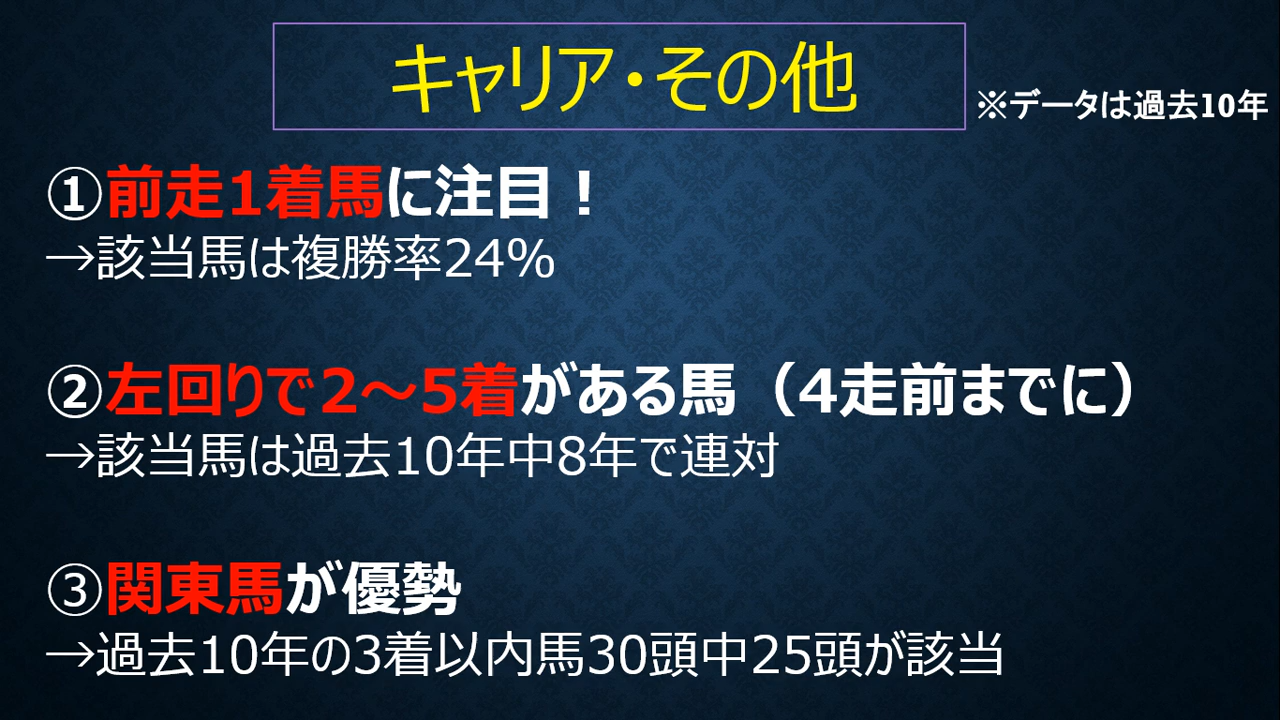 キャリア・その他
※データは過去10年
①前走1着馬に注目！
→該当馬は複勝率24%
②左回りで2～5着がある馬（4走前までに）
→該当馬は過去10年中8年で連対
③関東馬が優勢
→過去10年の3着以内馬30頭中25頭が該当